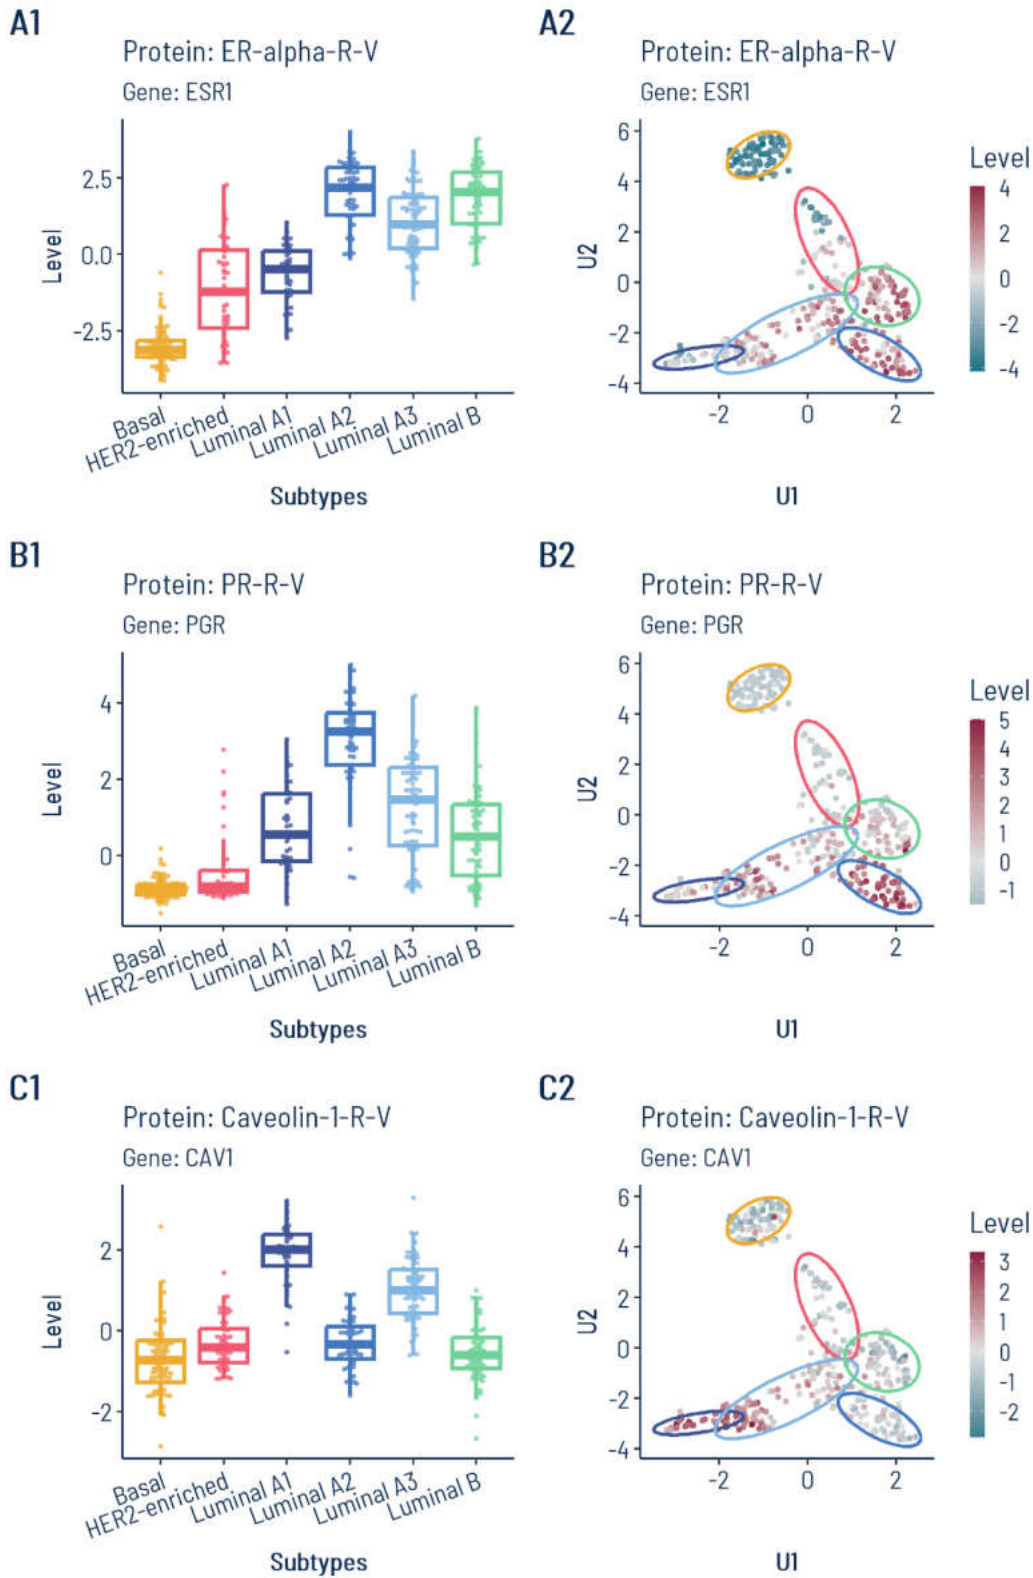 A1
Protein: ER-alpha-R-V
Gene: ESR1
Level
2.5
0.0
-2.5
Basal
HER2-enriched
Luminal A1
Luminal A2
Luminal A3
Luminal B
Subtypes
A2
Protein: ER-alpha-R-V
Gene: ESR1
U2
6
4
2
0
-2
-4
-2
0
2
U1
Level
4
2
0
-2
-4
B1
Protein: PR-R-V
Gene: PGR
Level
4
2
0
Basal
HER2-enriched
Luminal A1
Luminal A2
Luminal A3
Luminal B
Subtypes
B2
Protein: PR-R-V
Gene: PGR
U2
6
4
2
0
-2
-4
-2
0
2
U1
Level
5
4
3
2
1
0
-1
C1
Protein: Caveolin-1-R-V
Gene: CAV1
Level
2
0
-2
Basal
HER2-enriched
Luminal A1
Luminal A2
Luminal A3
Luminal B
Subtypes
C2
Protein: Caveolin-1-R-V
Gene: CAV1
U2
6
4
2
0
-2
-4
-2
0
2
U1
Level
3
2
1
0
-1
-2